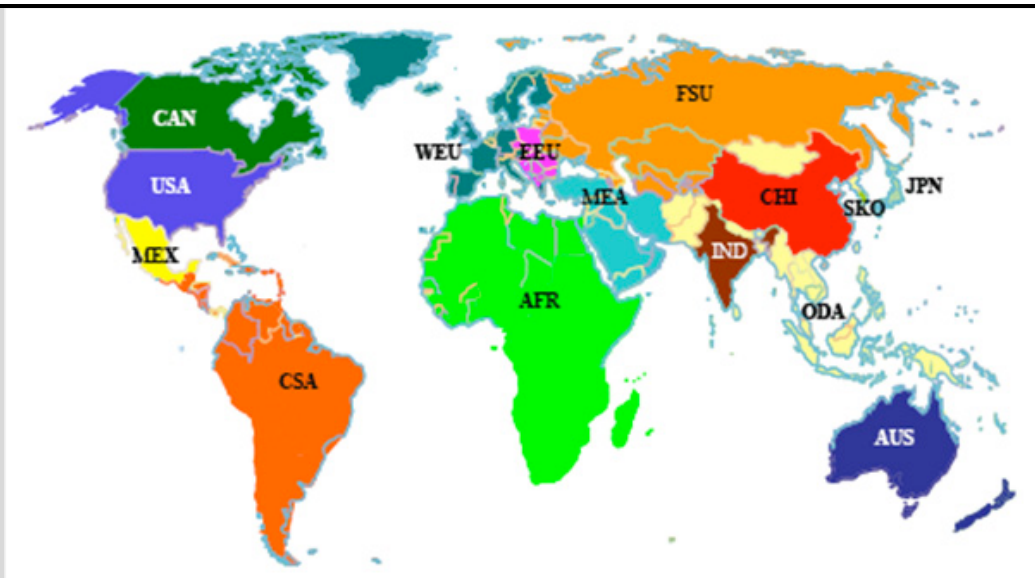 FSU
CAN
WEU
EEU
USA
JPN
MEA
CHI
SKO
MEX
IND
AFR
ODA
CSA
AUS